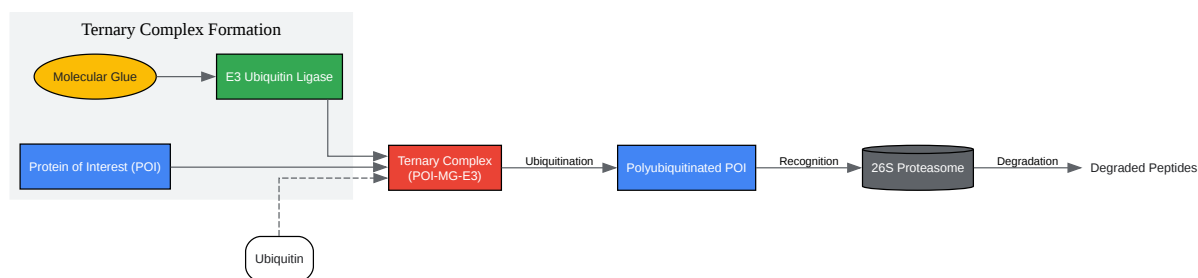 Ternary Complex Formation
Molecular Glue
E3 Ubiquitin Ligase
Protein of Interest (POI)
Ternary Complex
(POI-MG-E3)
Ubiquitination
Polyubiquitinated POI
Recognition
26S Proteasome
Degradation
Degraded Peptides
Ubiquitin